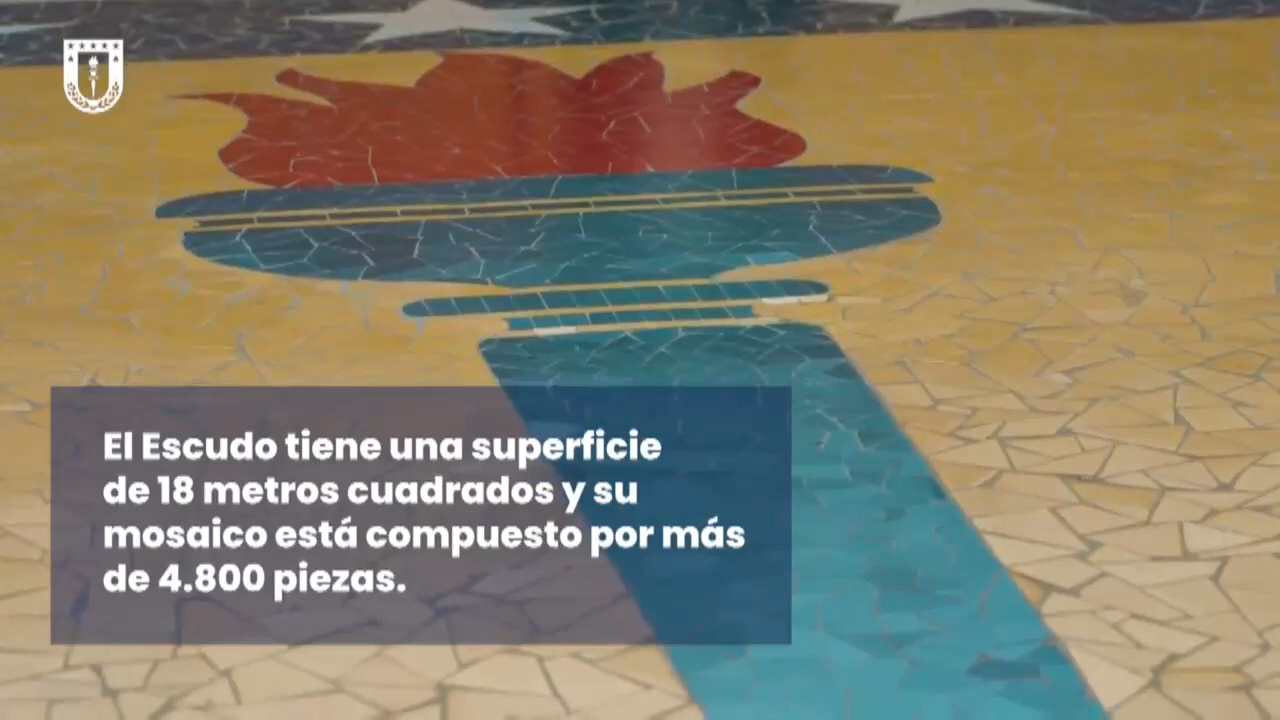 El Escudo tiene una superficie
de 18 metros cuadrados y su
mosaico está compuesto por más
de 4.800 piezas.